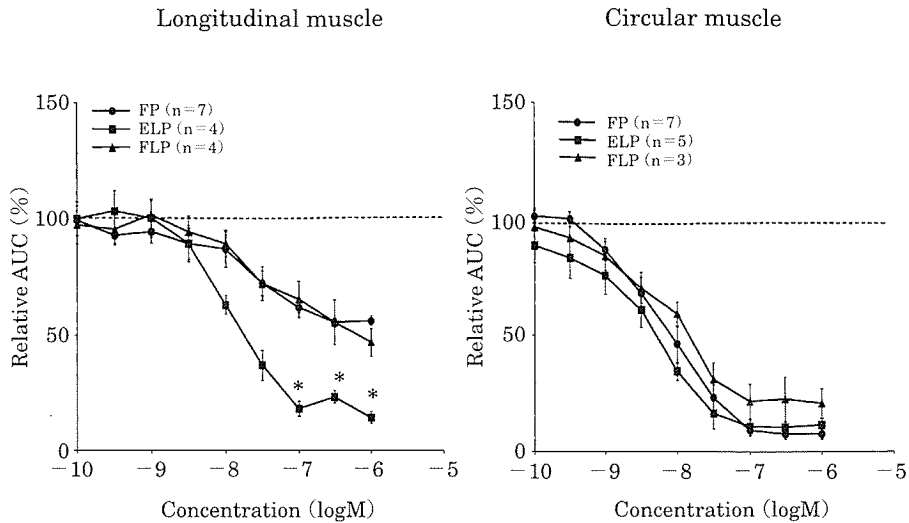 Longitudinal muscle
150
100
50
0
Relative AUC (%)
FP (n=7)
ELP (n=4)
FLP (n=4)
*
*
*
−10
−9
−8
−7
−6
−5
Concentration (logM)
Circular muscle
150
100
50
0
Relative AUC (%)
FP (n=7)
ELP (n=5)
FLP (n=3)
−10
−9
−8
−7
−6
−5
Concentration (logM)